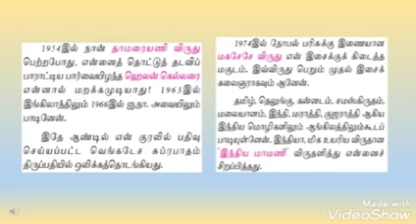 1954இல் நான் தாமரையணி விருது
பெற்றபோது, என்னைத் தொட்டுத் தடவிப்
பாராட்டிய பார்வையிழந்த ஹெலன் கெல்லரை
என்னால் மறக்கமுடியாது! 1963இல்
இங்கிலாந்திலும் 1966இல் ஐ.நா. அவையிலும்
பாடினேன்.
இதே ஆண்டில் என் குரலில் பதிவு
செய்யப்பட்ட வெங்கடேச சுப்ரபாதம்
திருப்பதியில் ஒலிக்கத்தொடங்கியது.
1974இல் நோபல் பரிசுக்கு இணையான
மகசேசே விருது என் இசைக்குக் கிடைத்த
மகுடம். இவ்விருது பெறும் முதல் இசைக்
கலைஞராகவும் ஆனேன்.
தமிழ், தெலுங்கு, கன்னடம், சமஸ்கிருதம்,
மலையாளம், இந்தி, மராத்தி, குஜராத்தி ஆகிய
இந்திய மொழிகளிலும் ஆங்கிலத்திலும்கூடப்
பாடியுள்ளேன். இந்தியா, மிக உயரிய விருதான
'இந்திய மாமணி' விருதளித்து என்னைச்
சிறப்பித்தது.
Made with
VideoShow